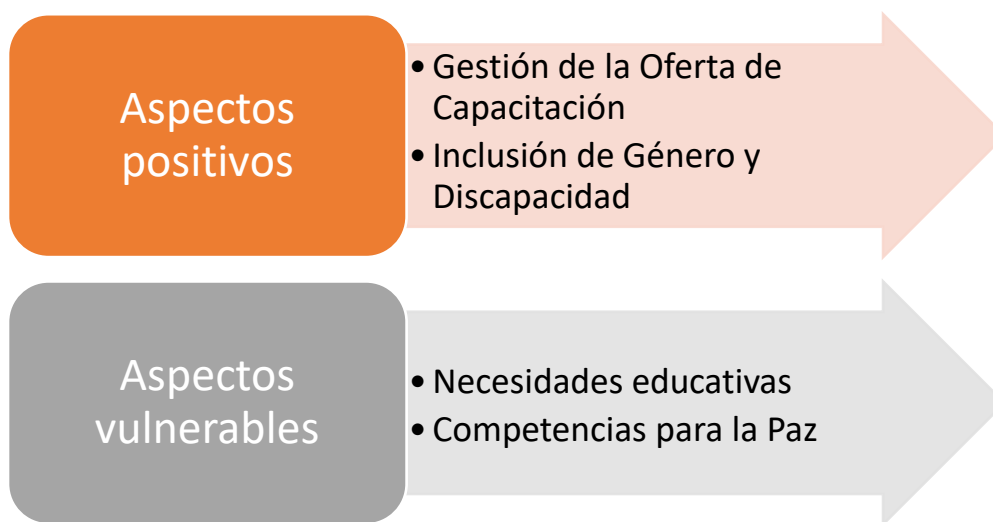 Aspectos
positivos
• Gestión de la Oferta de
Capacitación
• Inclusión de Género y
Discapacidad
Aspectos
vulnerables
• Necesidades educativas
• Competencias para la Paz